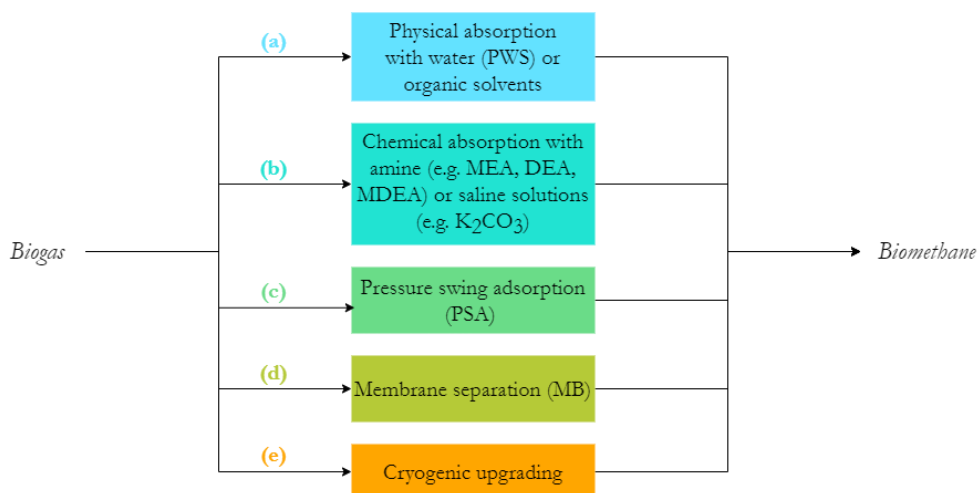 (a)
Physical absorption
with water (PWS) or
organic solvents
(b)
Chemical absorption with
amine (e.g. MEA, DEA,
MDEA) or saline solutions
(e.g. K2CO3)
Biogas
Biomethane
(c)
Pressure swing adsorption
(PSA)
(d)
Membrane separation (MB)
(e)
Cryogenic upgrading